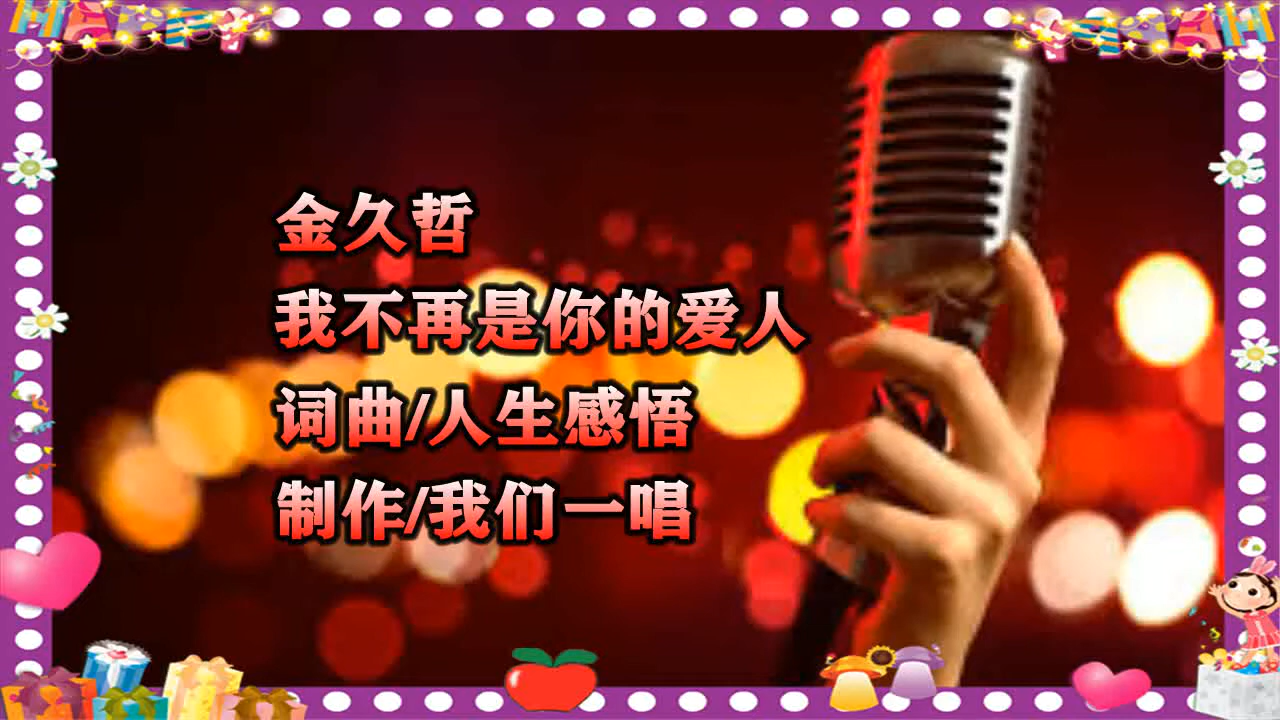 金久哲
我不再是你的爱人
词曲/人生感悟
制作/我们一唱